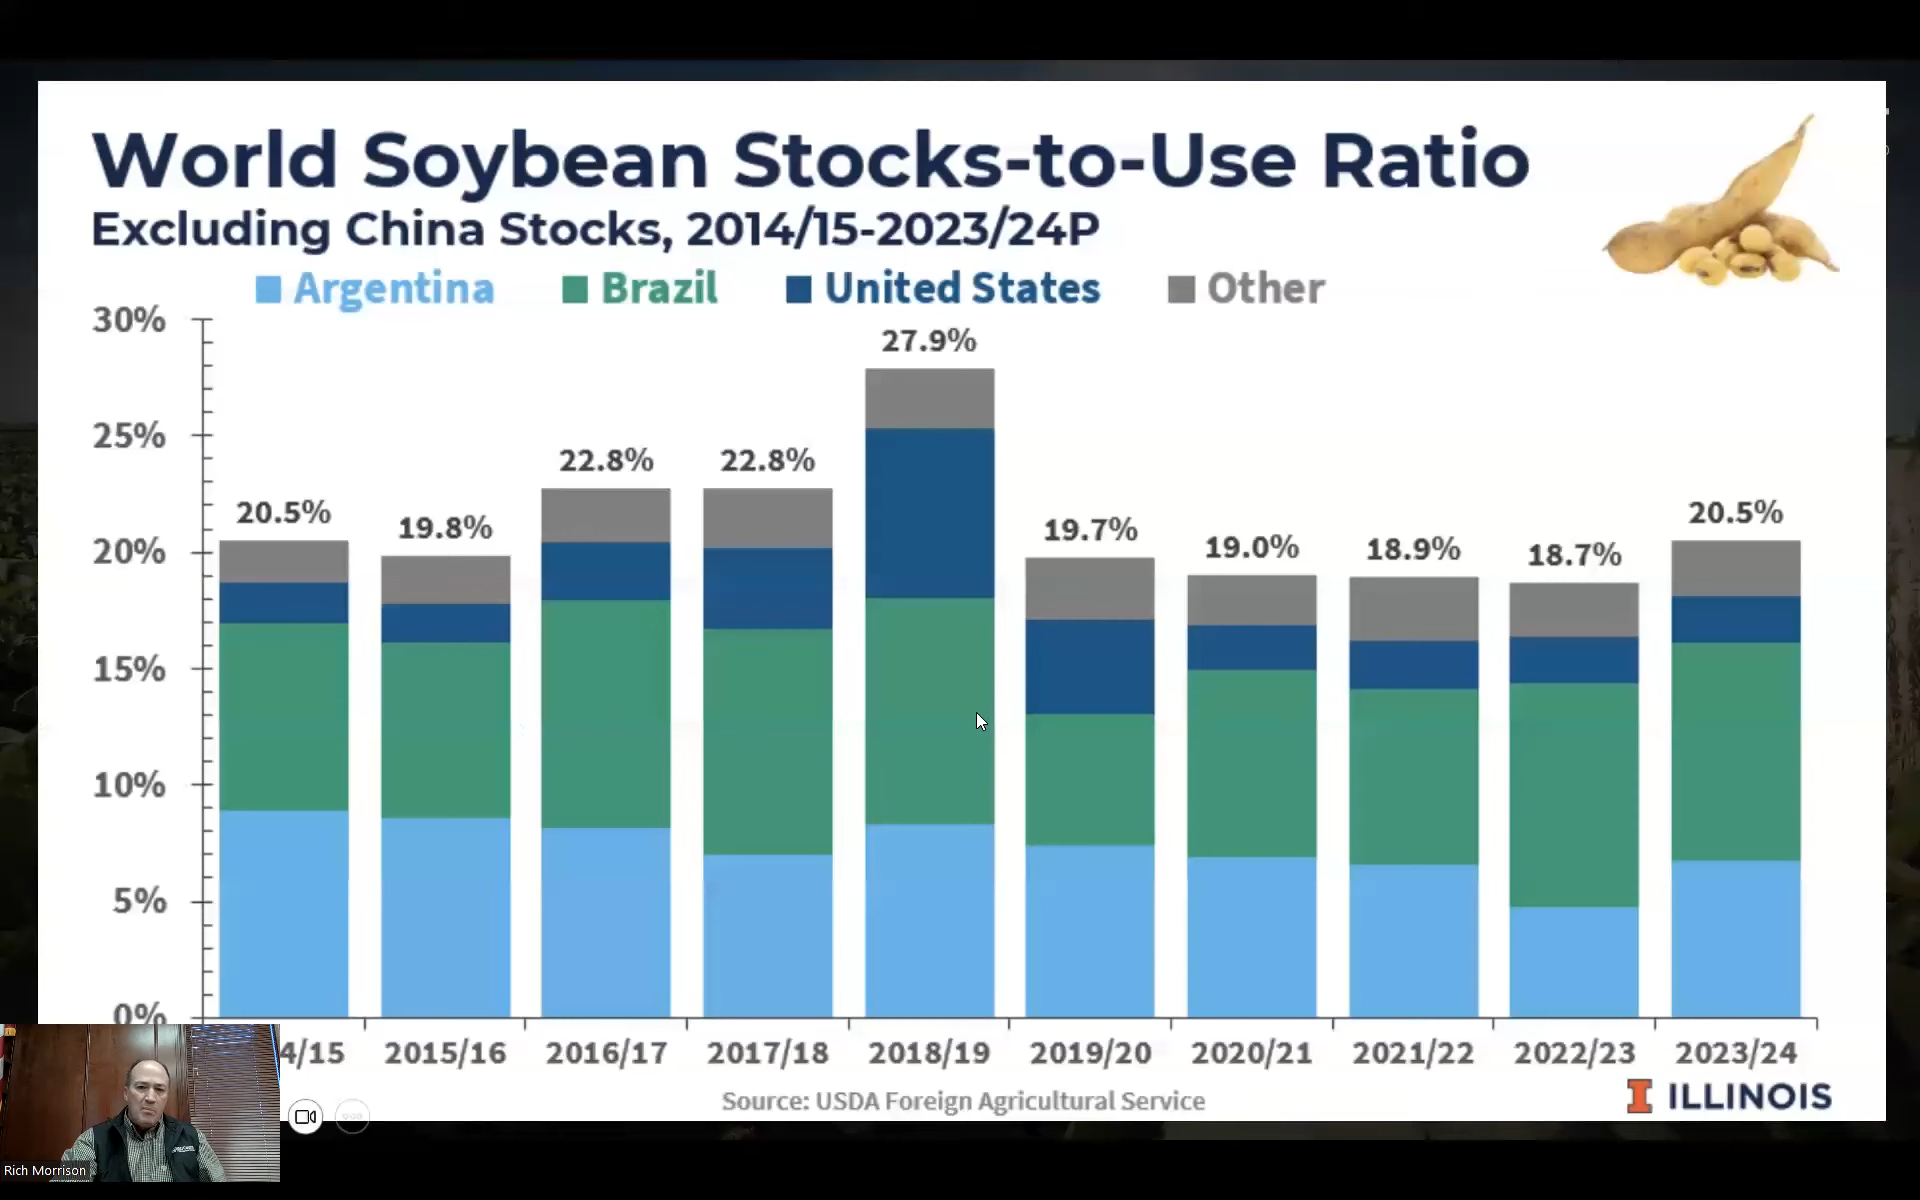 World Soybean Stocks-to-Use Ratio
Excluding China Stocks, 2014/15-2023/24P
Argentina Brazil United States Other
30%
25%
20%
15%
10%
5%
0%
20.5%
19.8%
22.8%
22.8%
27.9%
19.7%
19.0%
18.9%
18.7%
20.5%
4/15 2015/16 2016/17 2017/18 2018/19 2019/20 2020/21 2021/22 2022/23 2023/24
Source: USDA Foreign Agricultural Service
I ILLINOIS
Rich Morrison